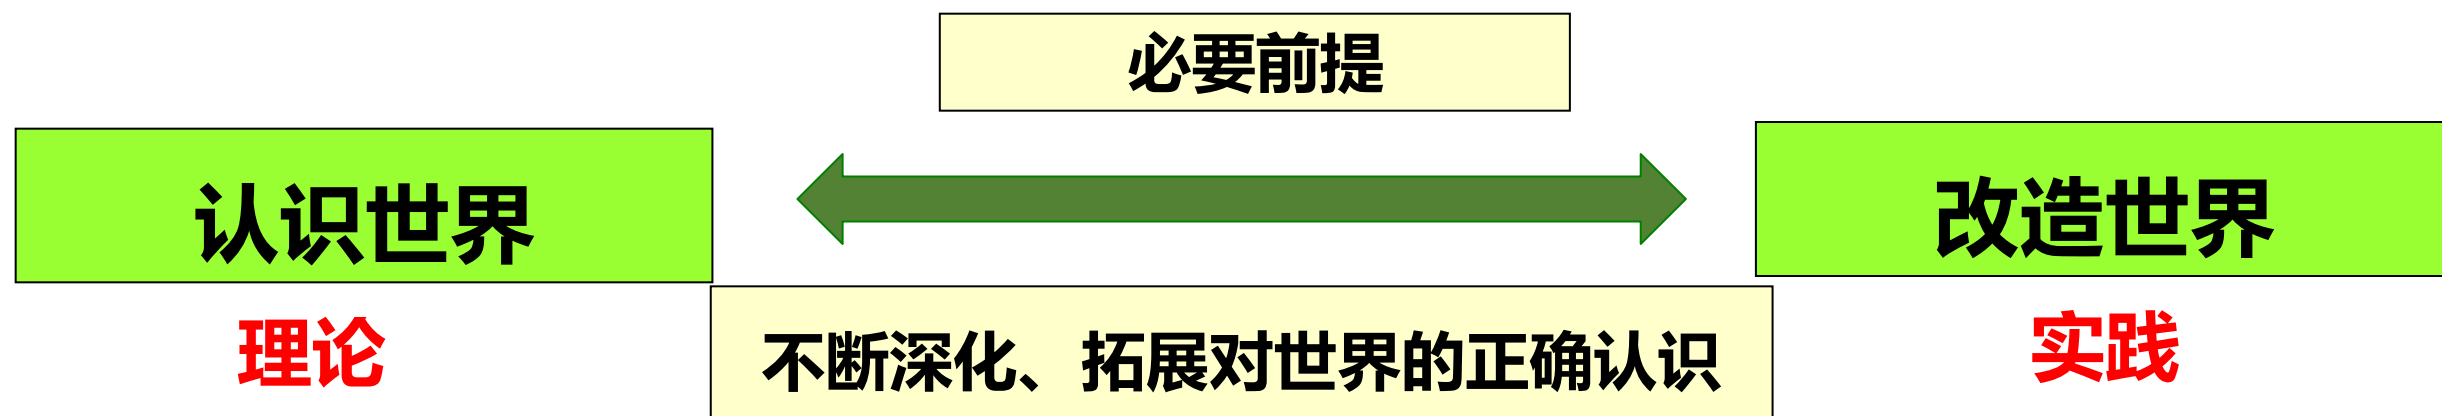 必要前提
认识世界
改造世界
理论
不断深化、拓展对世界的正确认识
实践